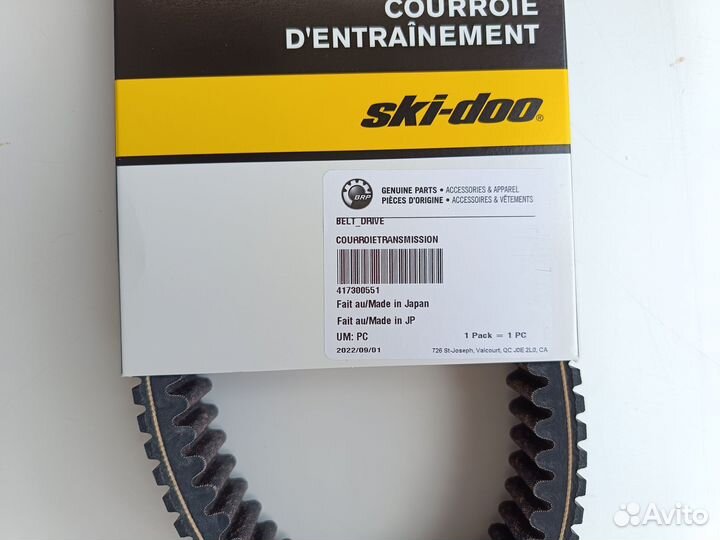 COURROIE
D'ENTRAÎNEMENT
ski-doo®
BRP
GENUINE PARTS • ACCESSORIES & APPAREL
PIÈCES D'ORIGINE • ACCESSOIRES & VÊTEMENTS
BELT_DRIVE
COURROIETRANSMISSION
417300551
Fait au/Made in Japan
Fait au/Made in JP
UM: PC 1 Pack = 1 PC
2022/09/01 726 St-Joseph, Valcourt, QC J0E 2L0, CA
Avito